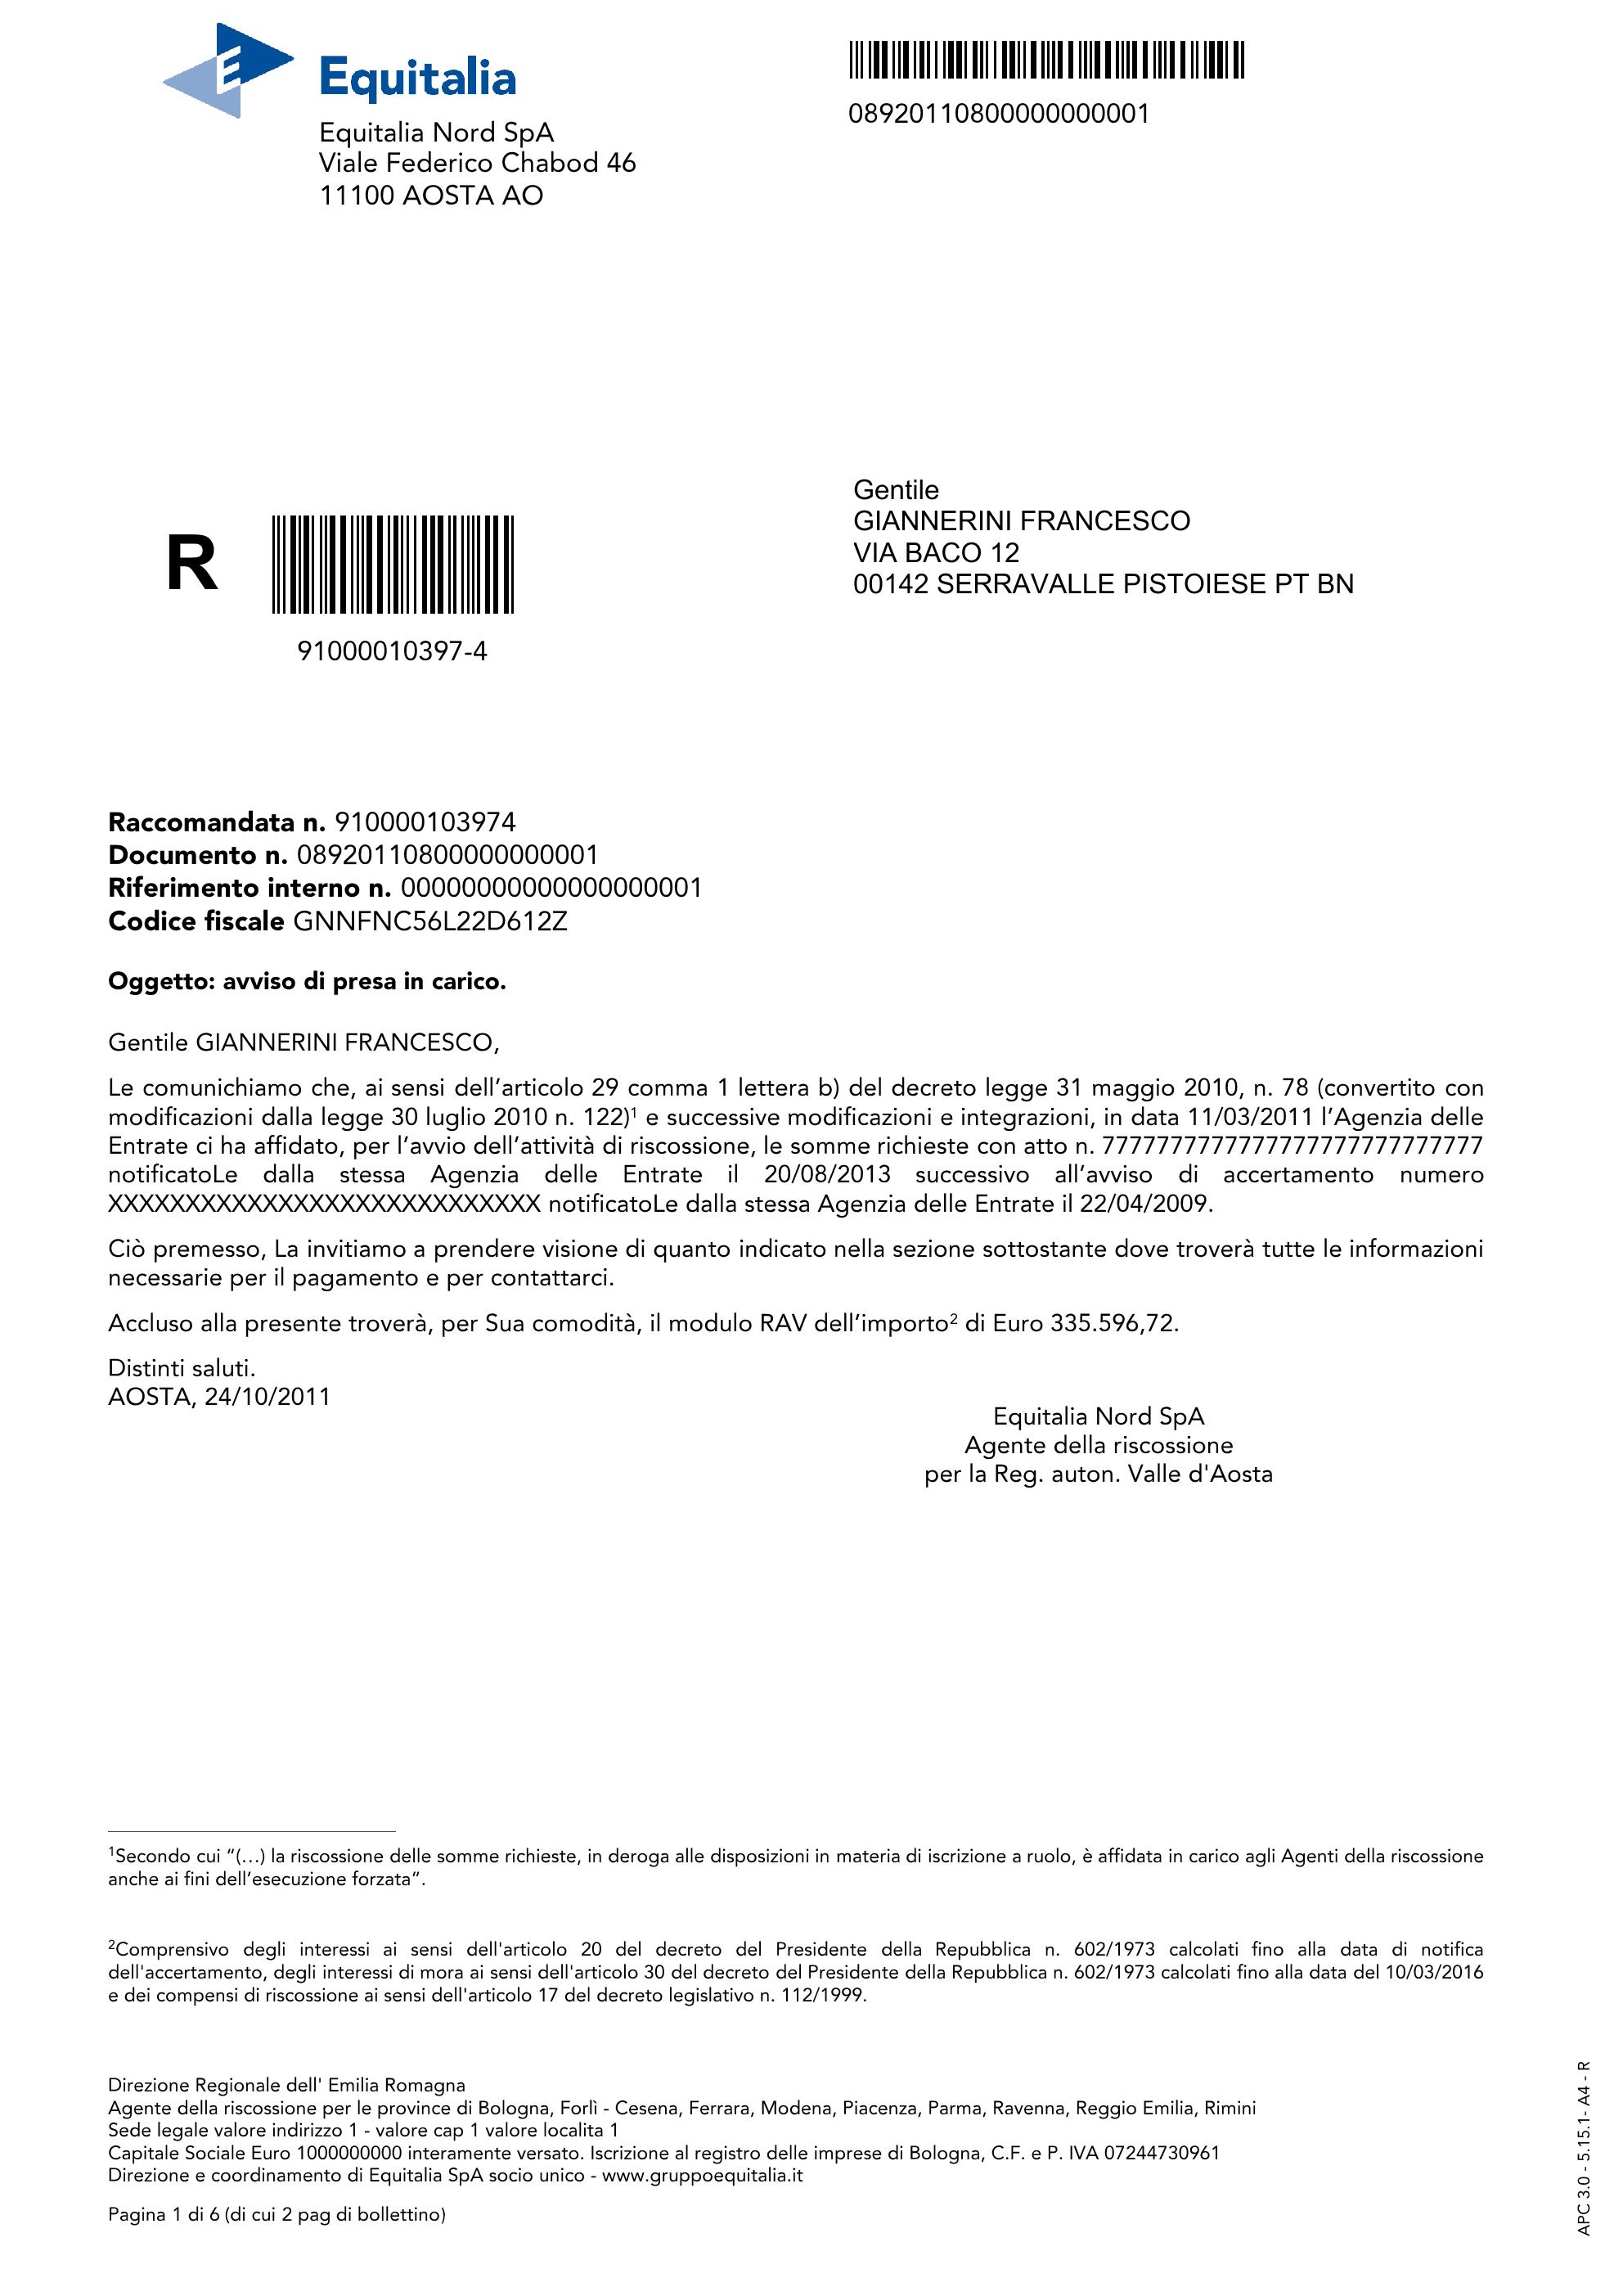 Equitalia
Equitalia Nord SpA
Viale Federico Chabod 46
11100 AOSTA AO
08920110800000000001
Gentile
GIANNERINI FRANCESCO
VIA BACO 12
00142 SERRAVALLE PISTOIESE PT BN
R
91000010397-4
Raccomandata n. 910000103974
Documento n. 08920110800000000001
Riferimento interno n. 00000000000000000001
Codice fiscale GNNFNC56L22D612Z
Oggetto: avviso di presa in carico.
Gentile GIANNERINI FRANCESCO,
Le comunichiamo che, ai sensi dell’articolo 29 comma 1 lettera b) del decreto legge 31 maggio 2010, n. 78 (convertito con
modificazioni dalla legge 30 luglio 2010 n. 122)¹ e successive modificazioni e integrazioni, in data 11/03/2011 l’Agenzia delle
Entrate ci ha affidato, per l’avvio dell’attività di riscossione, le somme richieste con atto n. 7777777777777777777777777777
notificatoLe dalla stessa Agenzia delle Entrate il 20/08/2013 successivo all’avviso di accertamento numero
XXXXXXXXXXXXXXXXXXXXXXXXXXXX notificatoLe dalla stessa Agenzia delle Entrate il 22/04/2009.
Ciò premesso, La invitiamo a prendere visione di quanto indicato nella sezione sottostante dove troverà tutte le informazioni
necessarie per il pagamento e per contattarci.
Accluso alla presente troverà, per Sua comodità, il modulo RAV dell’importo² di Euro 335.596,72.
Distinti saluti.
AOSTA, 24/10/2011
Equitalia Nord SpA
Agente della riscossione
per la Reg. auton. Valle d'Aosta
¹Secondo cui “(…) la riscossione delle somme richieste, in deroga alle disposizioni in materia di iscrizione a ruolo, è affidata in carico agli Agenti della riscossione
anche ai fini dell’esecuzione forzata”.
²Comprensivo degli interessi ai sensi dell'articolo 20 del decreto del Presidente della Repubblica n. 602/1973 calcolati fino alla data di notifica
dell'accertamento, degli interessi di mora ai sensi dell'articolo 30 del decreto del Presidente della Repubblica n. 602/1973 calcolati fino alla data del 10/03/2016
e dei compensi di riscossione ai sensi dell'articolo 17 del decreto legislativo n. 112/1999.
Direzione Regionale dell' Emilia Romagna
Agente della riscossione per le province di Bologna, Forlì - Cesena, Ferrara, Modena, Piacenza, Parma, Ravenna, Reggio Emilia, Rimini
Sede legale valore indirizzo 1 - valore cap 1 valore localita 1
Capitale Sociale Euro 1000000000 interamente versato. Iscrizione al registro delle imprese di Bologna, C.F. e P. IVA 07244730961
Direzione e coordinamento di Equitalia SpA socio unico - www.gruppoequitalia.it
Pagina 1 di 6 (di cui 2 pag di bollettino)
APC 3.0 - 5.15.1- A4 - R